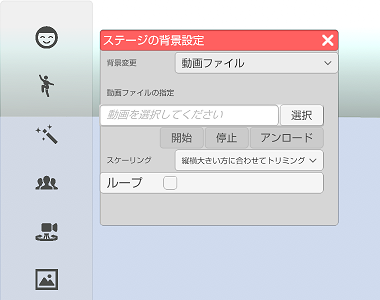 ステージの背景設定
背景変更 動画ファイル
動画ファイルの指定
動画を選択してください 選択
開始 停止 アンロード
スケーリング 縦横大きい方に合わせてトリミング
ループ